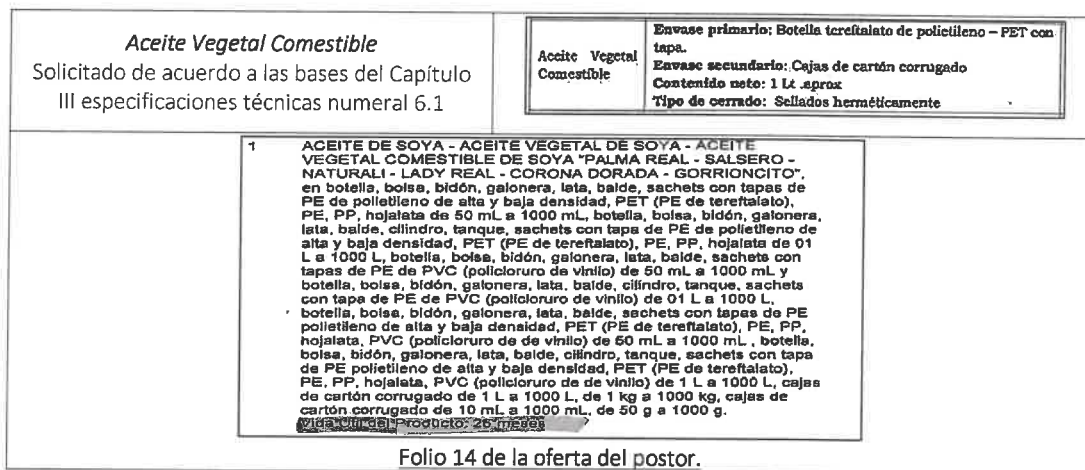 Aceite Vegetal Comestible
Solicitado de acuerdo a las bases del Capítulo
III especificaciones técnicas numeral 6.1
Aceite Vegetal
Comestible
Envase primario: Botella tereftalato de polietileno – PET con
tapa.
Envase secundario: Cajas de cartón corrugado
Contenido neto: 1 Lt .aprox
Tipo de cerrado: Sellados herméticamente
1 ACEITE DE SOYA - ACEITE VEGETAL DE SOYA - ACEITE
VEGETAL COMESTIBLE DE SOYA "PALMA REAL - SALSERO -
NATURALI - LADY REAL - CORONA DORADA - GORRIONCITO",
en botella, bolsa, bidón, galonera, lata, balde, sachets con tapas de
PE de polietileno de alta y baja densidad, PET (PE de tereftalato),
PE, PP, hojalata de 50 mL a 1000 mL, botella, bolsa, bidón, galonera,
lata, balde, cilindro, tanque, sachets con tapa de PE de polietileno de
alta y baja densidad, PET (PE de tereftalato), PE, PP, hojalata de 01
L a 1000 L, botella, bolsa, bidón, galonera, lata, balde, sachets con
tapas de PE de PVC (policloruro de vinilo) de 50 mL a 1000 mL y
botella, bolsa, bidón, galonera, lata, balde, cilindro, tanque, sachets
con tapa de PE de PVC (policloruro de vinilo) de 01 L a 1000 L,
botella, bolsa, bidón, galonera, lata, balde, sachets con tapas de PE
polietileno de alta y baja densidad, PET (PE de tereftalato), PE, PP,
hojalata, PVC (policloruro de de vinilo) de 50 mL a 1000 mL , botella,
bolsa, bidón, galonera, lata, balde, cilindro, tanque, sachets con tapa
de PE polietileno de alta y baja densidad, PET (PE de tereftalato),
PE, PP, hojalata, PVC (policloruro de de vinilo) de 1 L a 1000 L, cajas
de cartón corrugado de 1 L a 1000 L, de 1 kg a 1000 kg, cajas de
cartón corrugado de 10 mL a 1000 mL, de 50 g a 1000 g.
Vida Útil del Producto: 26 meses
Folio 14 de la oferta del postor.